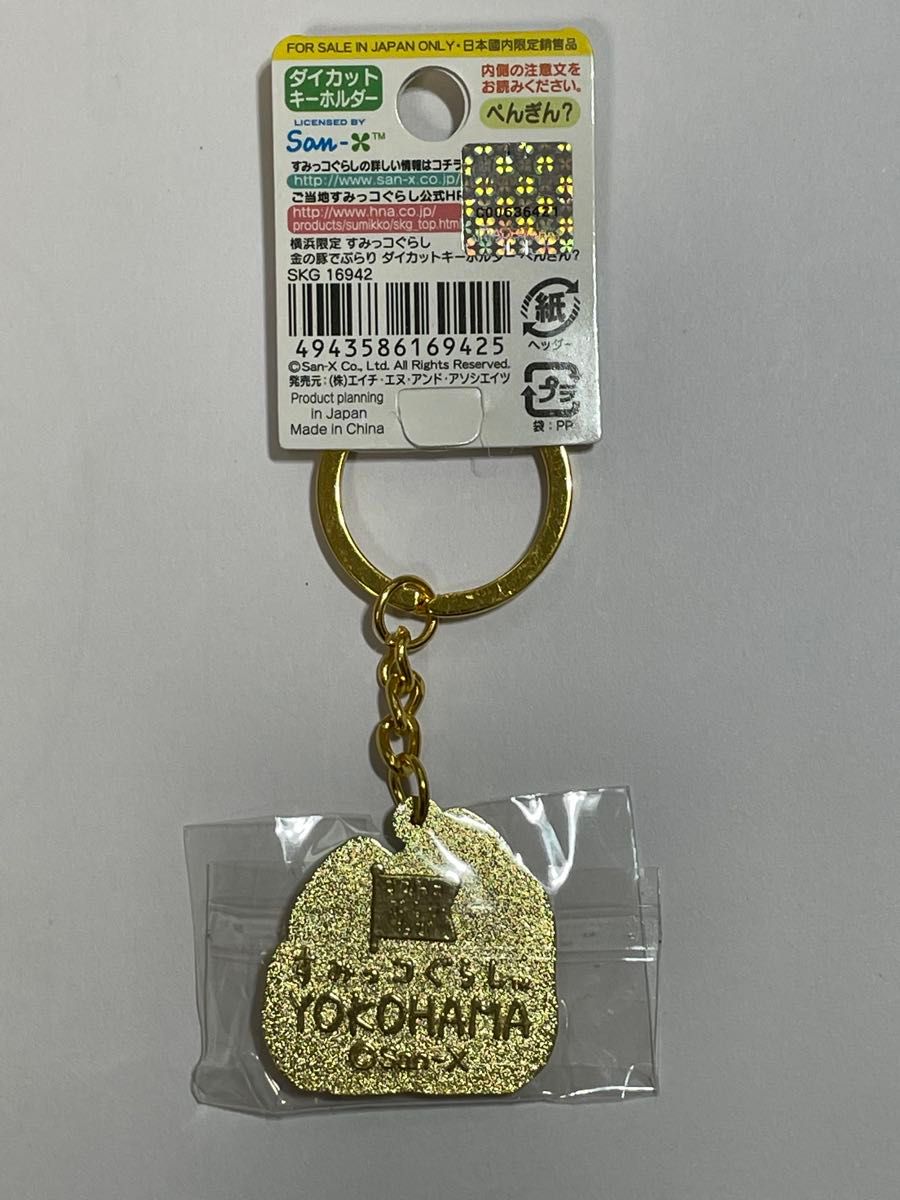 FOR SALE IN JAPAN ONLY・日本國内限定銷售品
ダイカット
キーホルダー
内側の注意文を
お読みください。
ぺんぎん？
LICENSED BY
San-X™
すみっコぐらしの詳しい情報はコチラ
http://www.san-x.co.jp/
ご当地すみっコぐらし公式HP
http://www.hna.co.jp/
products/sumikko/skg_top.html
C00636421
横浜限定 すみっコぐらし
金の豚でぶらり ダイカットキーホルダー ぺんぎん？
SKG 16942
4943586169425
紙
ヘッダー
©San-X Co., Ltd. All Rights Reserved.
発売元：(株)エイチ・エヌ・アンド・アソシエイツ
Product planning
in Japan
Made in China
プラ
袋：PP
すみっコぐらし™
YOKOHAMA
©San-X